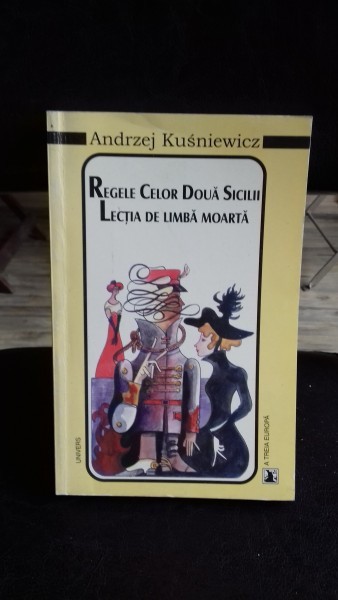 Andrzej Kuśniewicz
REGELE CELOR DOUĂ SICILII
LECȚIA DE LIMBĂ MOARTĂ
UNIVERS
A TREIA EUROPĂ